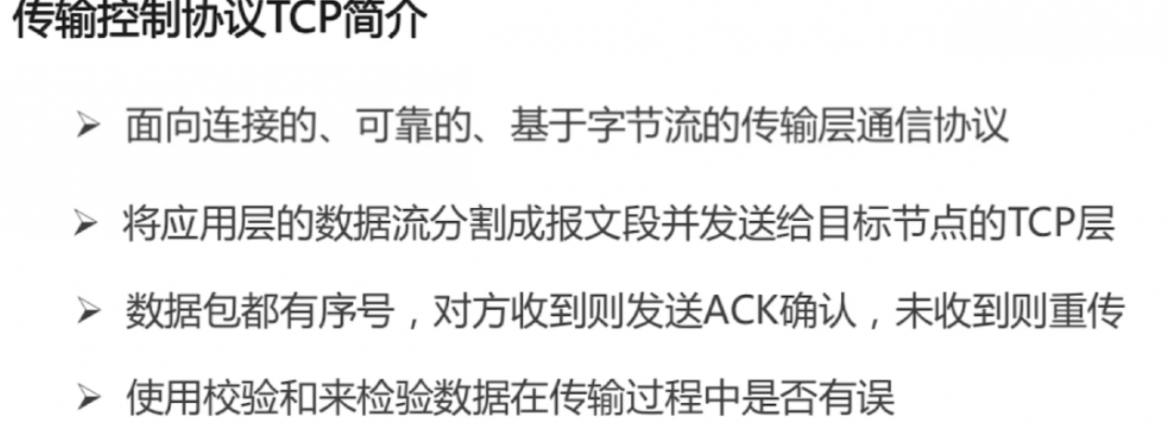 传输控制协议TCP简介
➢ 面向连接的、可靠的、基于字节流的传输层通信协议
➢ 将应用层的数据流分割成报文段并发送给目标节点的TCP层
➢ 数据包都有序号，对方收到则发送ACK确认，未收到则重传
➢ 使用校验和来检验数据在传输过程中是否有误